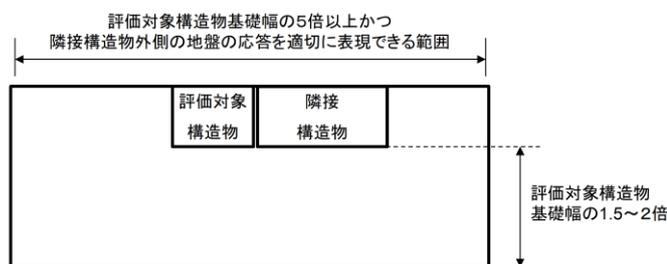 評価対象構造物基礎幅の5倍以上かつ
隣接構造物外側の地盤の応答を適切に表現できる範囲
評価対象
構造物
隣接
構造物
評価対象構造物
基礎幅の1.5～2倍